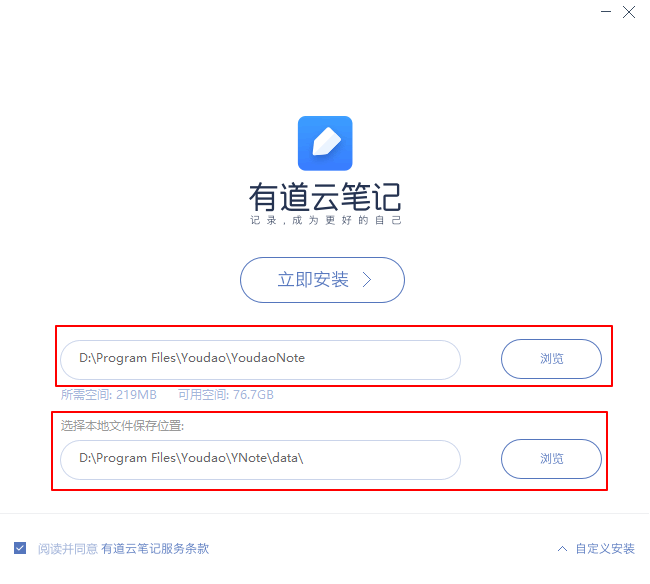 有道云笔记
记录,成为更好的自己
立即安装
D:\Program Files\Youdao\YoudaoNote
浏览
所需空间: 219MB 可用空间: 76.7GB
选择本地文件保存位置:
D:\Program Files\Youdao\YNote\data\
浏览
阅读并同意 有道云笔记服务条款
自定义安装